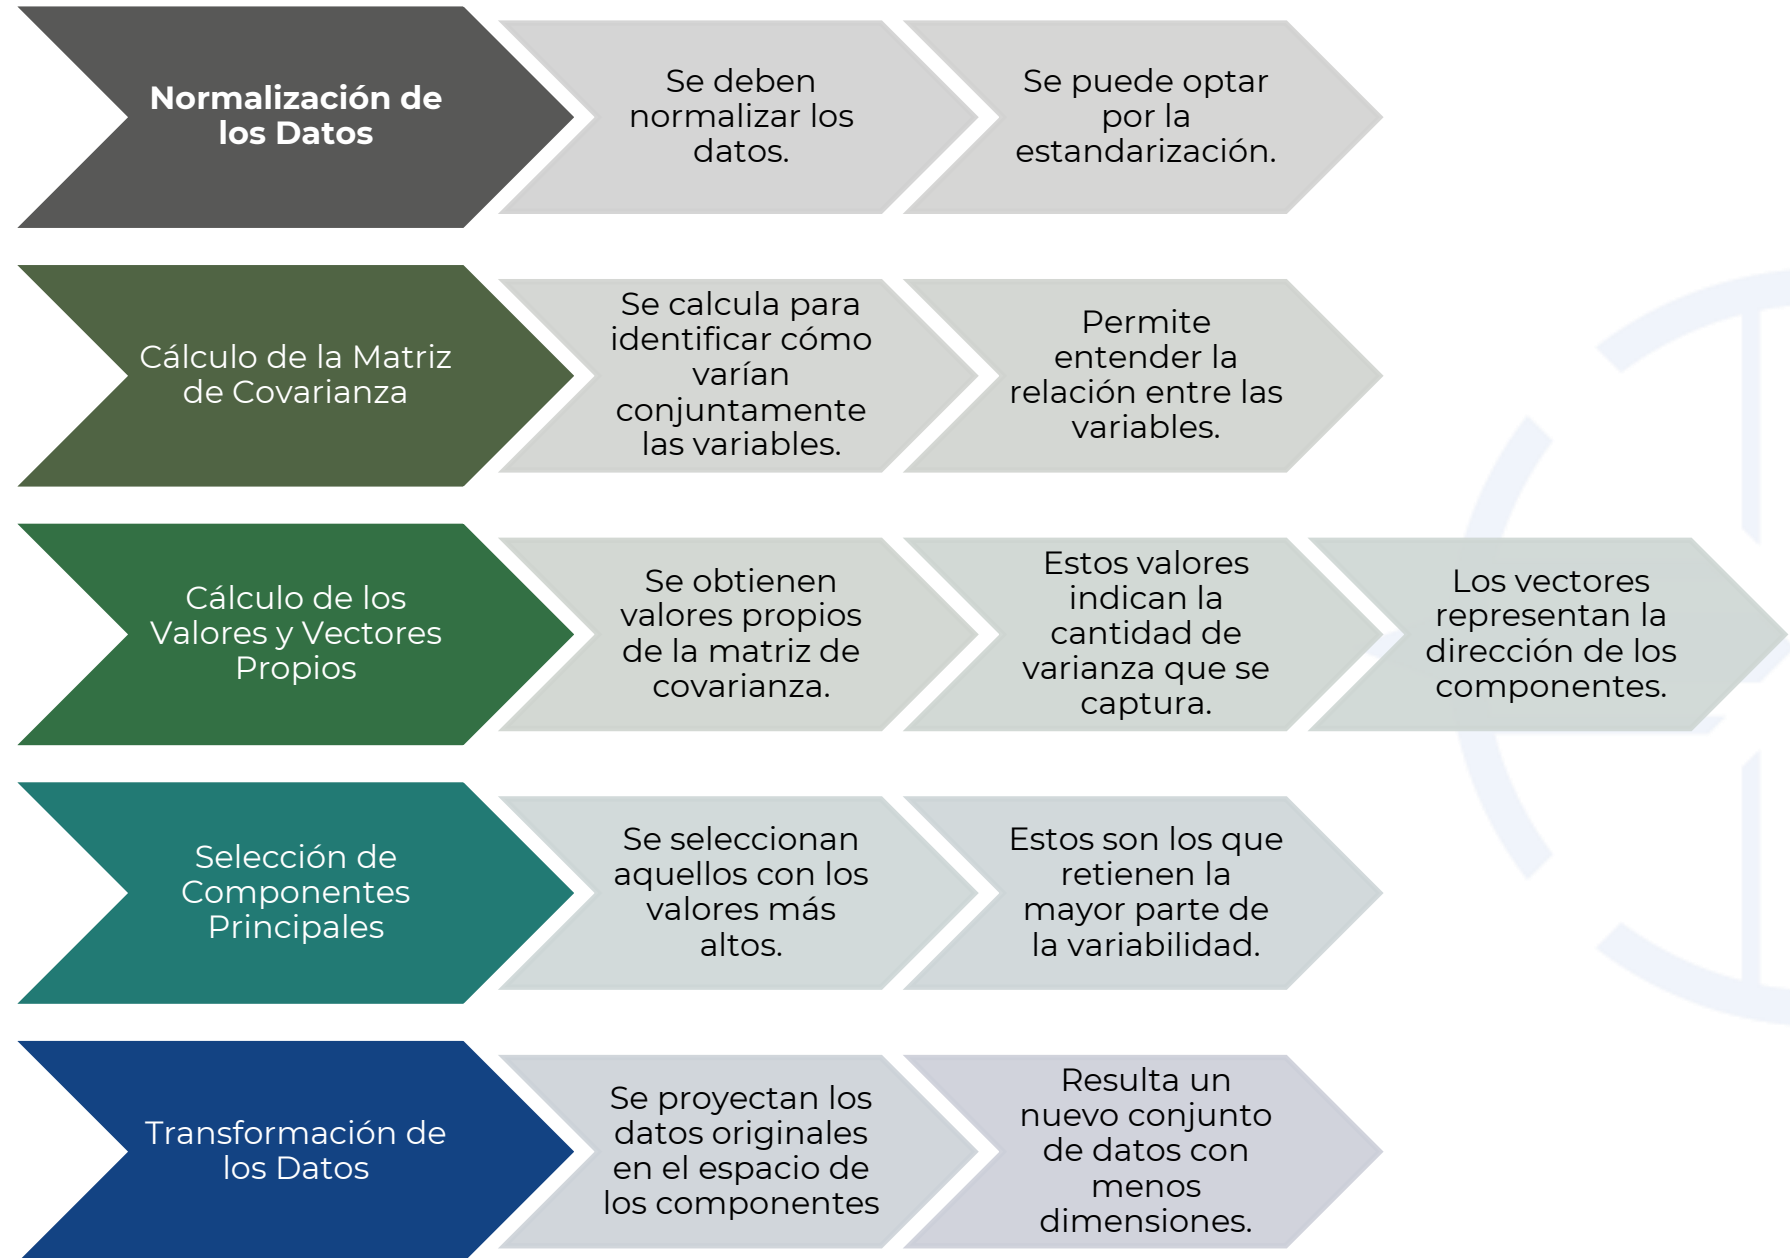 Normalización de
los Datos
Se deben
normalizar los
datos.
Se puede optar
por la
estandarización.
Cálculo de la Matriz
de Covarianza
Se calcula para
identificar cómo
varían
conjuntamente
las variables.
Permite
entender la
relación entre las
variables.
Cálculo de los
Valores y Vectores
Propios
Se obtienen
valores propios
de la matriz de
covarianza.
Estos valores
indican la
cantidad de
varianza que se
captura.
Los vectores
representan la
dirección de los
componentes.
Selección de
Componentes
Principales
Se seleccionan
aquellos con los
valores más
altos.
Estos son los que
retienen la
mayor parte de
la variabilidad.
Transformación de
los Datos
Se proyectan los
datos originales
en el espacio de
los componentes
Resulta un
nuevo conjunto
de datos con
menos
dimensiones.